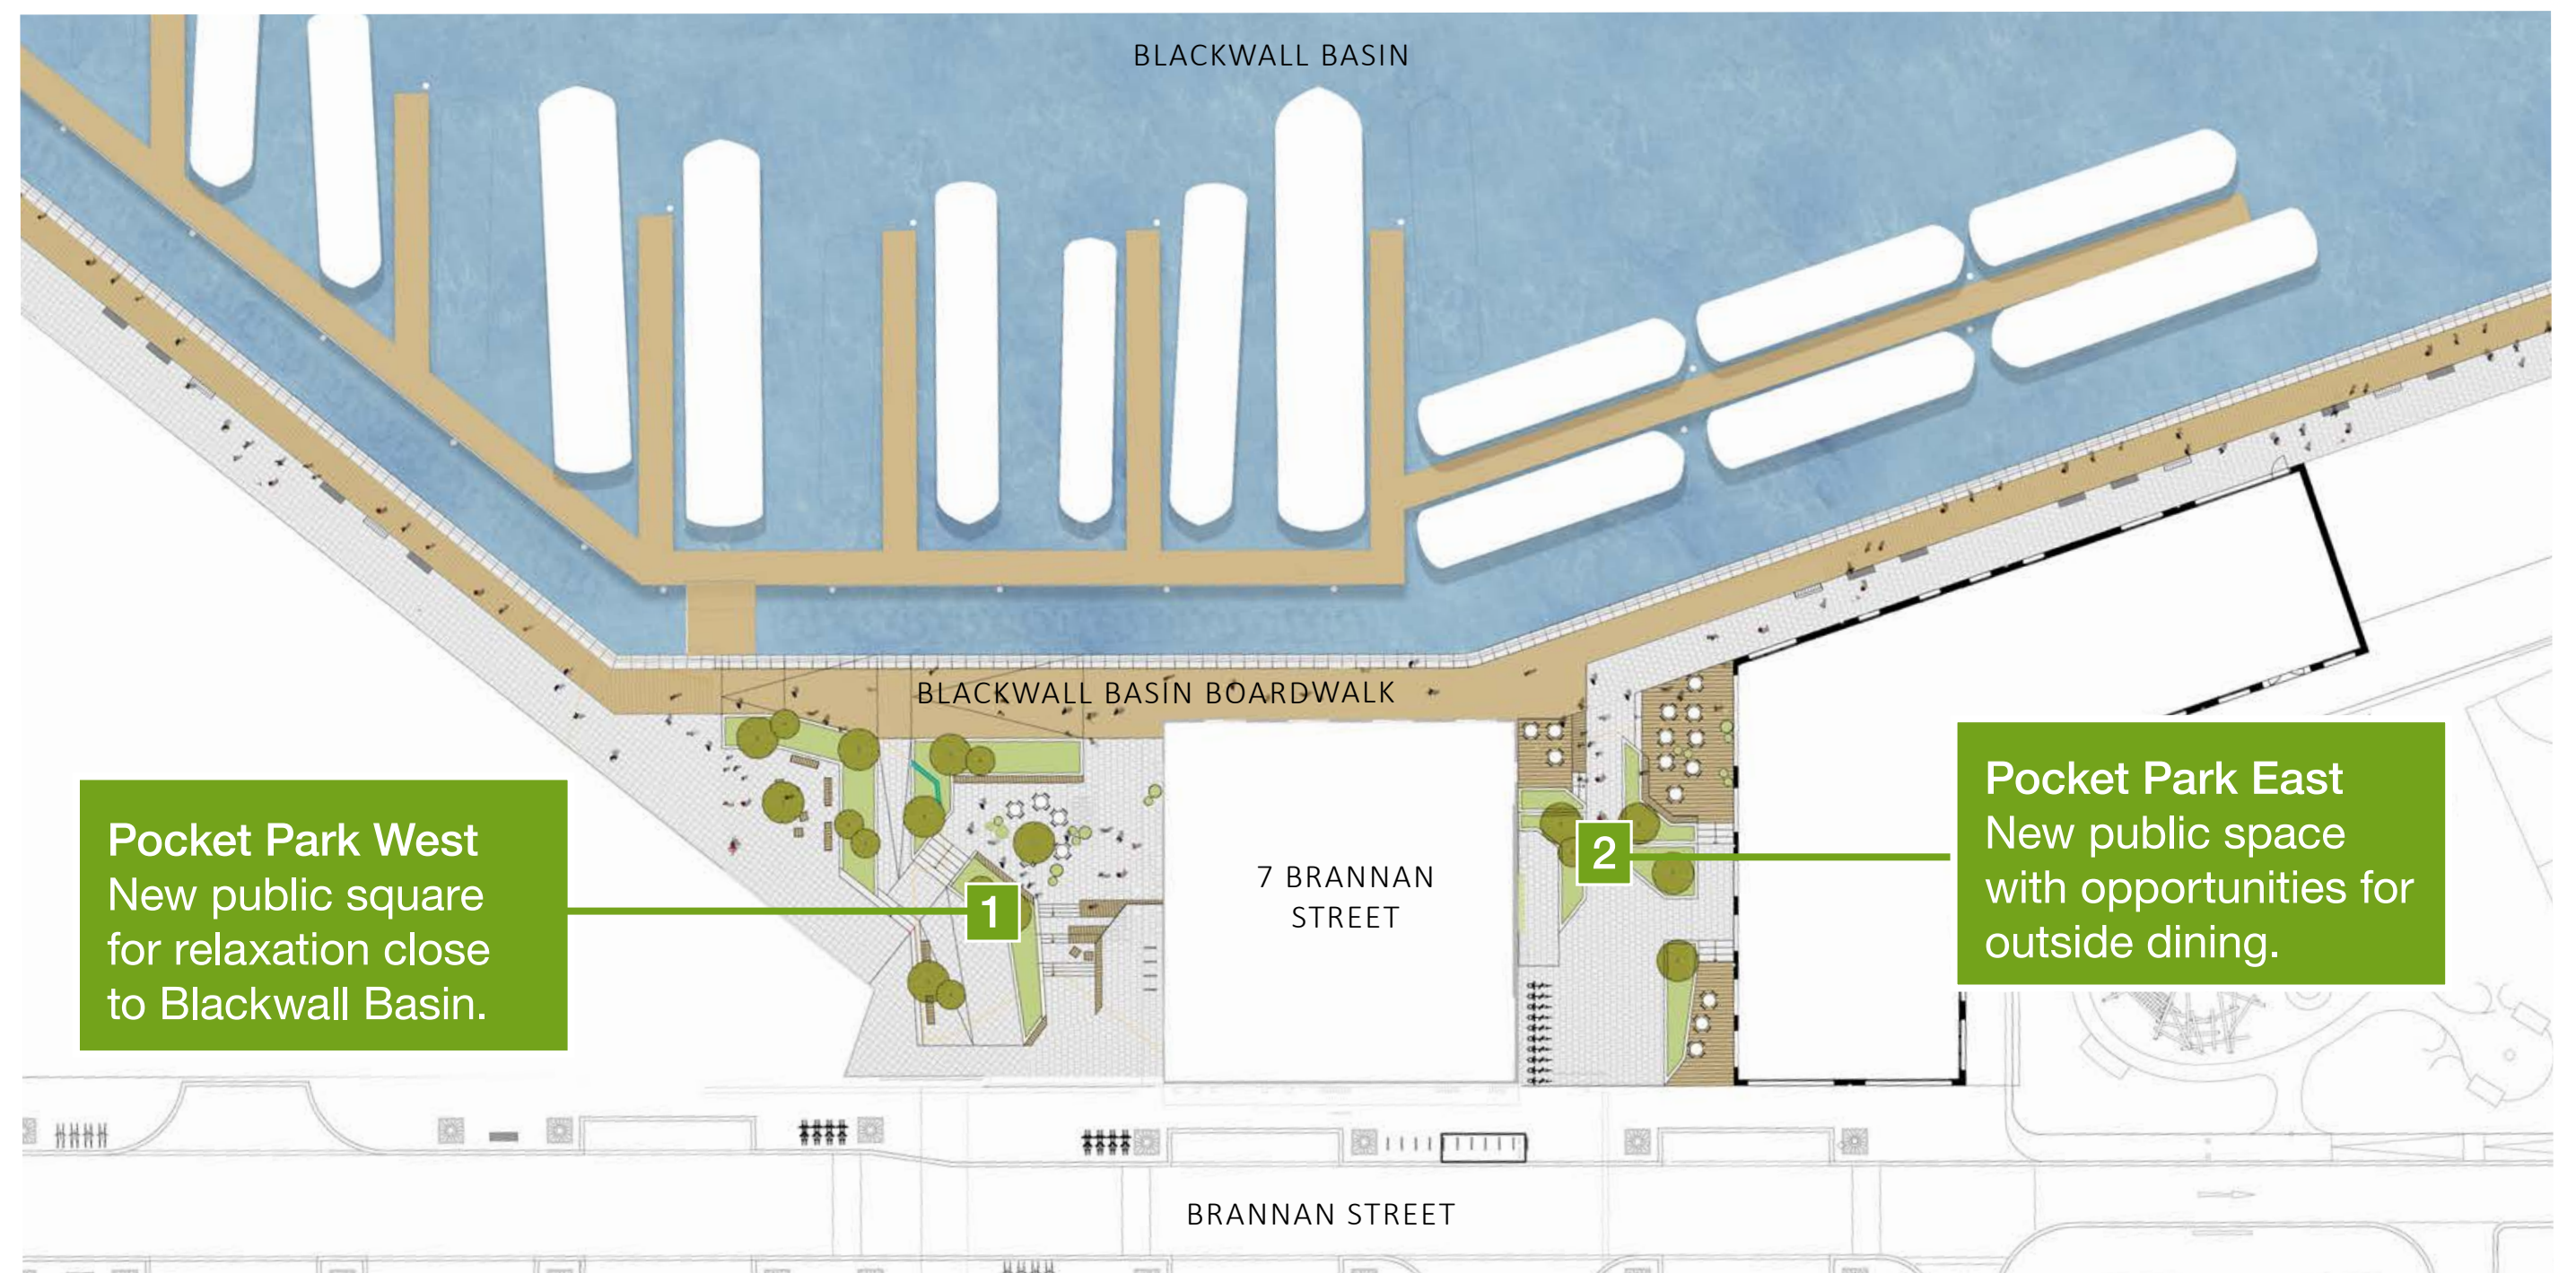 BLACKWALL BASIN
BLACKWALL BASIN BOARDWALK
Pocket Park West
New public square
for relaxation close
to Blackwall Basin.
1
7 BRANNAN
STREET
2
Pocket Park East
New public space
with opportunities for
outside dining.
BRANNAN STREET